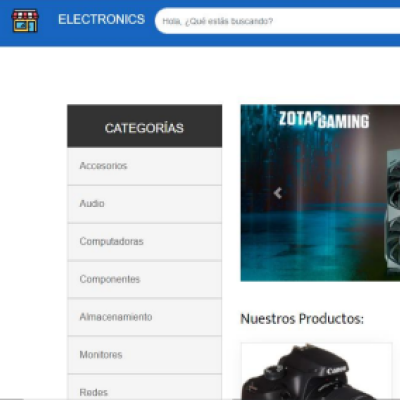 ELECTRONICS
Hola, ¿Qué estás buscando?
CATEGORÍAS
Accesorios
Audio
Computadoras
Componentes
Almacenamiento
Monitores
Redes
ZOTAC GAMING
Nuestros Productos:
Canon